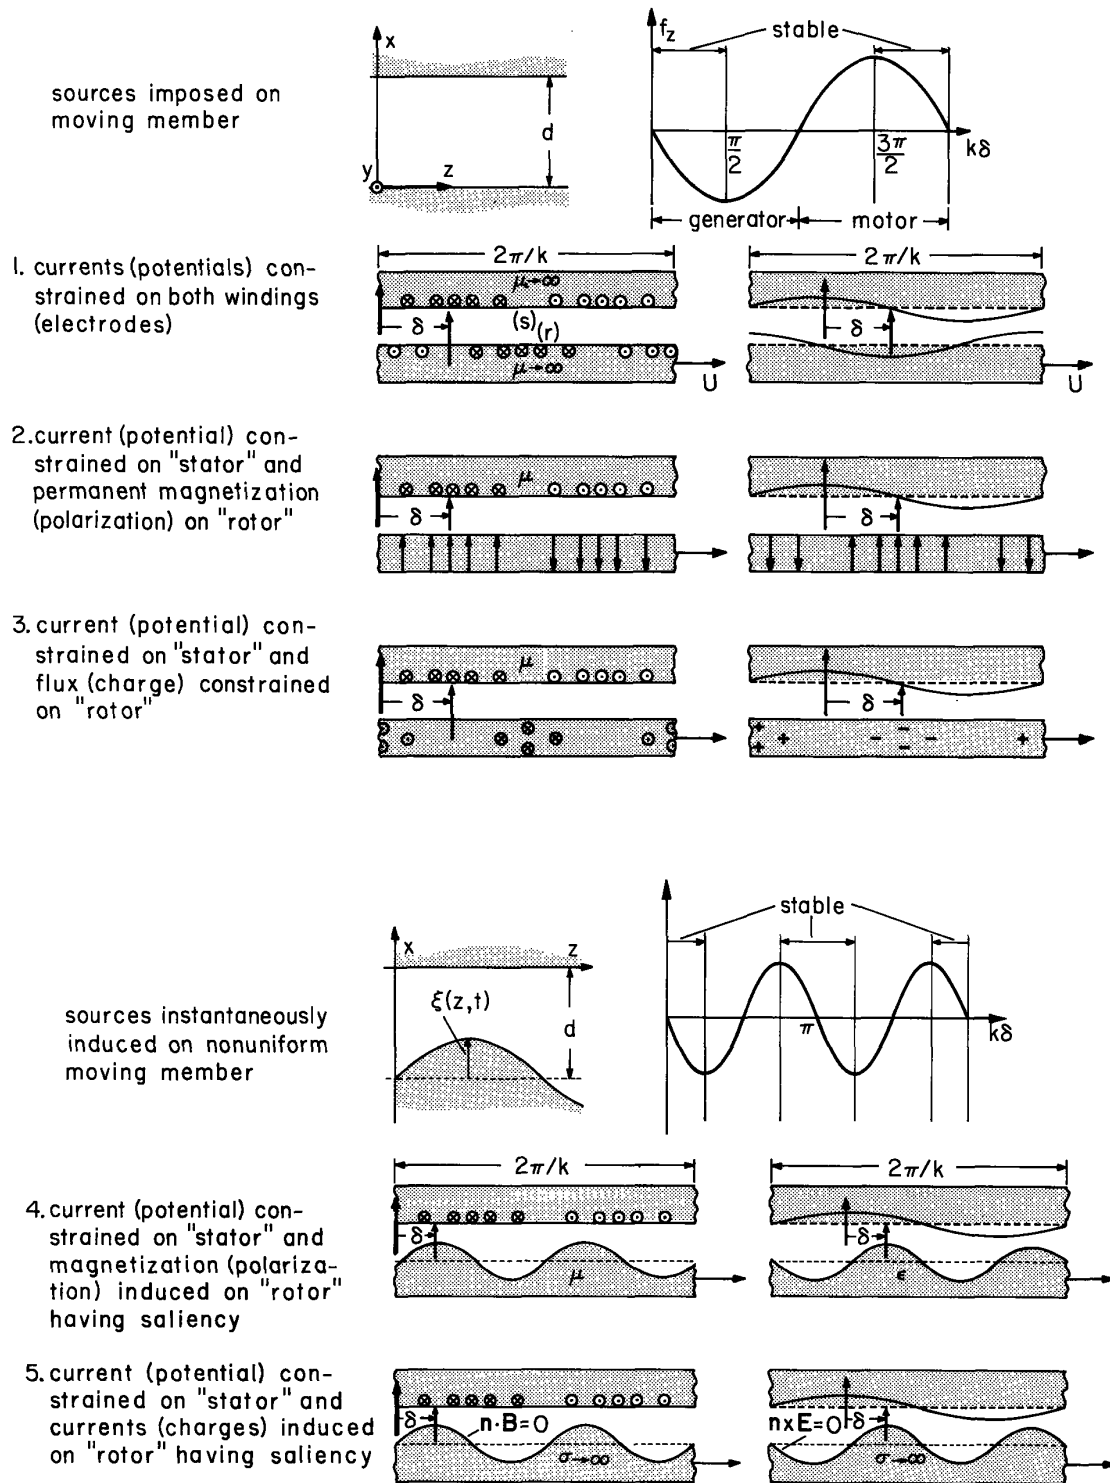 sources imposed on
moving member
x
d
y
z
f_z
stable
π/2
3π/2
kδ
generator
motor
1. currents (potentials) con-
strained on both windings
(electrodes)
2π/k
μ→∞
δ
(s)
(r)
μ→∞
U
2π/k
δ
U
2. current (potential) con-
strained on "stator" and
permanent magnetization
(polarization) on "rotor"
μ
δ
δ
3. current (potential) con-
strained on "stator" and
flux (charge) constrained
on "rotor"
μ
δ
δ
+ + + - - - - +
sources instantaneously
induced on nonuniform
moving member
x
z
ξ(z,t)
d
stable
π
kδ
4. current (potential) con-
strained on "stator" and
magnetization (polariza-
tion) induced on "rotor"
having saliency
2π/k
δ
μ
2π/k
δ
ϵ
5. current (potential) con-
strained on "stator" and
currents (charges) induced
on "rotor" having saliency
δ
n·B=0
δ
n×E=0
σ→∞
σ→∞